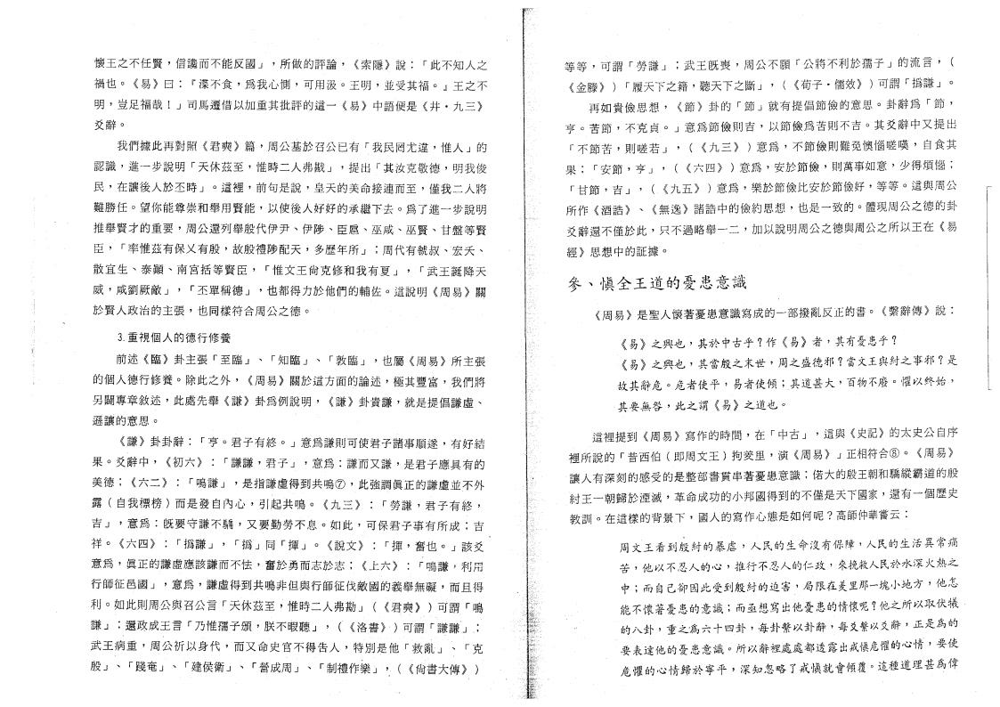 懷王之不任賢，信讒而不能反國」，所做的評論，《索隱》說：「此不知人之
禍也。《易》曰：『渫不食，爲我心惻，可用汲。王明，並受其福。』王之不
明，豈足福哉！」司馬遷借以加重其批評的這一《易》中語便是《井・九三》
爻辭。
我們據此再對照《君奭》篇，周公基於召公已有「我民罔尤違，惟人」的
認識，進一步說明「天休茲至，惟時二人弗戡」，提出「其汝克敬德，明我俊
民，在讓後人於丕時」。這裡，前句是說，皇天的美命接連而至，僅我二人將
難勝任。望你能尊崇和舉用賢能，以使後人好好的承繼下去。爲了進一步說明
推舉賢才的重要，周公還列舉殷代伊尹、伊陟、臣扈、巫咸、巫賢、甘盤等賢
臣，「率惟茲有保乂有殷，故殷禮陟配天，多歷年所」；周代有虢叔、宏夭、
散宜生、泰顚、南宮括等賢臣，「惟文王尙克修和我有夏」，「武王誕降天
威，咸劉厥敵」，「丕單稱德」，也都得力於他們的輔佐。這說明《周易》關
於賢人政治的主張，也同樣符合周公之德。
3.重視個人的德行修養
前述《臨》卦主張「至臨」、「知臨」、「敦臨」，也屬《周易》所主張
的個人德行修養。除此之外，《周易》關於這方面的論述，極其豐富，我們將
另闢專章敘述，此處先舉《謙》卦爲例說明，《謙》卦貴謙，就是提倡謙虛、
遜讓的意思。
《謙》卦卦辭：「亨。君子有終。」意爲謙則可使君子諸事順遂，有好結
果。爻辭中，《初六》：「謙謙，君子」，意爲：謙而又謙，是君子應具有的
美德；《六二》：「鳴謙」，是指謙虛得到共鳴⑦，此強調眞正的謙虛並不外
露（自我標榜）而是發自內心，引起共鳴。《九三》：「勞謙，君子有終，
吉」，意爲：旣要守謙不驕，又要勤勞不息。如此，可保君子事有所成：吉
祥。《六四》：「撝謙」，「撝」同「揮」。《說文》：「揮，奮也。」該爻
意爲，眞正的謙虛應該謙而不怯，奮於勇而志於志；《上六》：「鳴謙，利用
行師征邑國」，意爲，謙虛得到共鳴非但與行師征伐敵國的義舉無礙，而且得
利。如此則周公與召公言「天休茲至，惟時二人弗勘」（《君奭》）可謂「鳴
謙」；還政成王言「乃惟孺子頒，朕不暇聽」，（《洛書》）可謂「謙謙」；
武王病重，周公祈以身代，而又命史官不得吿人，特別是他「救亂」、「克
殷」、「踐奄」、「建侯衛」、「營成周」、「制禮作樂」，（《尙書大傳》）
等等，可謂「勞謙」；武王旣喪，周公不願「公將不利於孺子」的流言，（
《金縢》）「履天下之籍，聽天下之斷」，（《荀子・儒效》）可謂「撝謙」。
再如貴儉思想，《節》卦的「節」就有提倡節儉的意思。卦辭爲「節，
亨。苦節，不克貞。」意爲節儉則吉，以節儉爲苦則不吉。其爻辭中又提出
「不節苦，則嗟若」，（《九三》）意爲，不節儉則難免懊惱嗟嘆，自食其
果；「安節，亨」，（《六四》）意爲，安於節儉，則萬事如意，少得煩惱；
「甘節，吉」，（《九五》）意爲，樂於節儉比安於節儉好，等等。這與周公
所作《酒誥》、《無逸》諸誥中的儉約思想，也是一致的。體現周公之德的卦
爻辭還不僅於此，只不過略舉一二，加以說明周公之德與周公之所以王在《易
經》思想中的証據。
參、愼全王道的憂患意識
《周易》是聖人懷著憂患意識寫成的一部撥亂反正的書。《繫辭傳》說：
《易》之興也，其於中古乎？作《易》者，其有憂患乎？
《易》之興也，其當殷之末世，周之盛德邪？當文王與紂之事邪？是
故其辭危。危者使平，易者使傾；其道甚大，百物不廢。懼以終始，
其要無咎，此之謂《易》之道也。
這裡提到《周易》寫作的時間，在「中古」，這與《史記》的太史公自序
裡所說的「昔西伯（即周文王）拘羑里，演《周易》」正相符合⑧。《周易》
讓人有深刻的感受的是整部書貫串著憂患意識；偌大的殷王朝和驕縱霸道的殷
紂王一朝歸於湮滅，革命成功的小邦國得到的不僅是天下國家，還有一個歷史
教訓。在這樣的背景下，國人的寫作心態是如何呢？高師仲華嘗云：
周文王看到殷紂的暴虐，人民的生命沒有保障，人民的生活異常痛
苦，他以不忍人的心，推行不忍人的仁政，來挽救人民於水深火熱之
中；而自己卻因此受到殷紂的迫害，局限在羑里那一塊小地方，他怎
能不懷著憂患的意識；而亟想寫出他憂患的情懷呢？他之所以取伏犧
的八卦，重之爲六十四卦，每卦繫以卦辭，每爻繫以爻辭，正是爲的
要表達他的憂患意識。所以辭裡處處都透露出戒愼危懼的心情，要使
危懼的心情歸於寧平，深知忽略了戒愼就會傾覆。這種道理甚爲偉